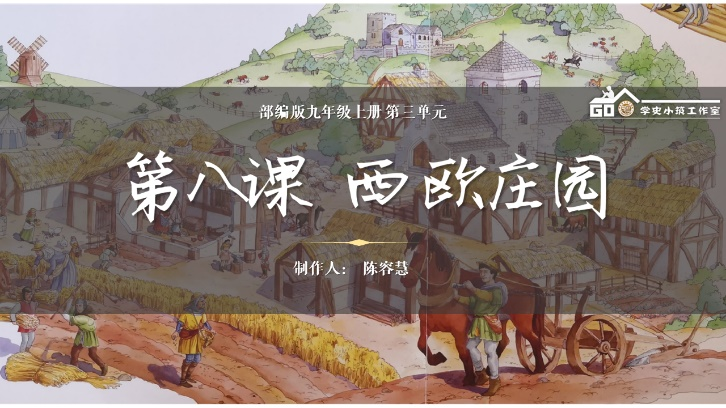 部编版九年级上册 第三单元
GO
学史小筑工作室
第八课 西欧庄园
制作人： 陈容慧